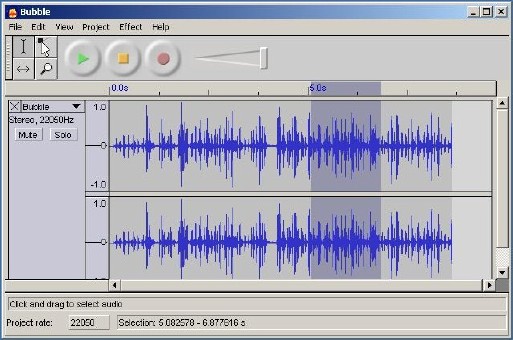 Bubble
File Edit View Project Effect Help
0.0s 5.0s
Bubble
Stereo, 22050Hz
Mute Solo
1.0
0
-1.0
1.0
0
Click and drag to select audio
Project rate: 22050 Selection: 5.082578 - 6.877816 s